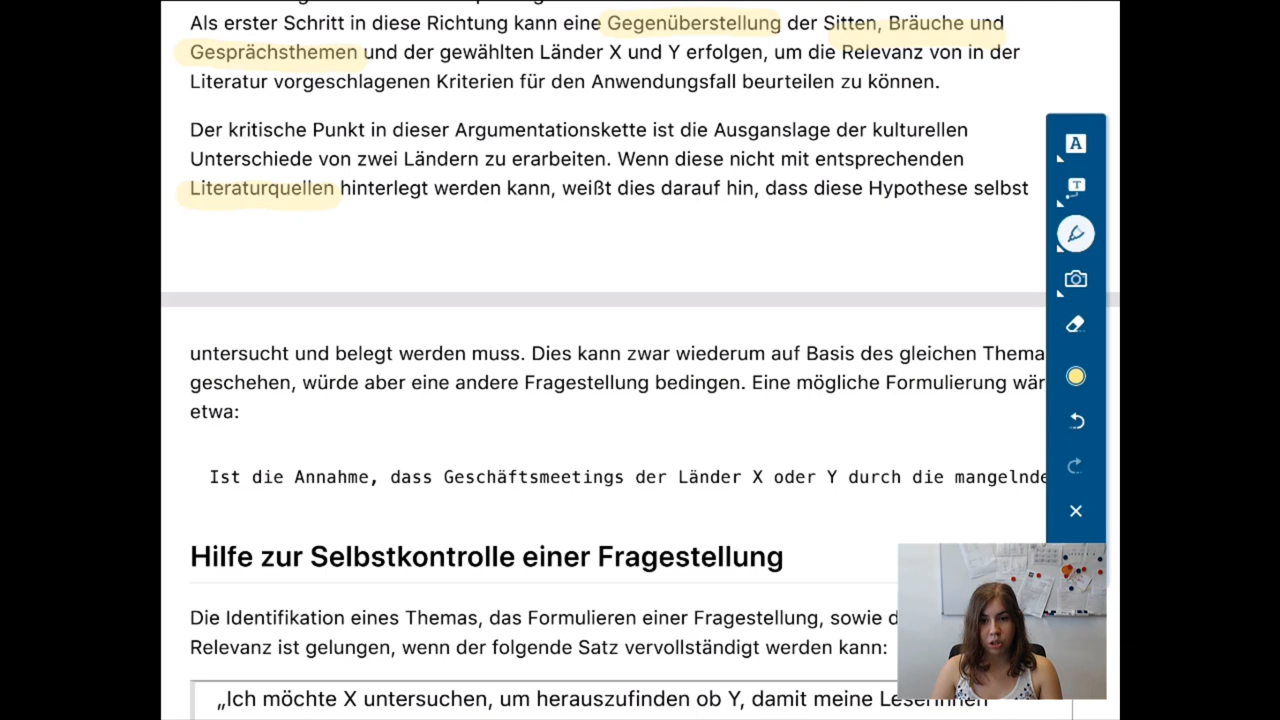 Als erster Schritt in diese Richtung kann eine Gegenüberstellung der Sitten, Bräuche und
Gesprächsthemen und der gewählten Länder X und Y erfolgen, um die Relevanz von in der
Literatur vorgeschlagenen Kriterien für den Anwendungsfall beurteilen zu können.
Der kritische Punkt in dieser Argumentationskette ist die Ausganslage der kulturellen
Unterschiede von zwei Ländern zu erarbeiten. Wenn diese nicht mit entsprechenden
Literaturquellen hinterlegt werden kann, weißt dies darauf hin, dass diese Hypothese selbst
untersucht und belegt werden muss. Dies kann zwar wiederum auf Basis des gleichen Thema
geschehen, würde aber eine andere Fragestellung bedingen. Eine mögliche Formulierung wär
etwa:
Ist die Annahme, dass Geschäftsmeetings der Länder X oder Y durch die mangelnde
Hilfe zur Selbstkontrolle einer Fragestellung
Die Identifikation eines Themas, das Formulieren einer Fragestellung, sowie d
Relevanz ist gelungen, wenn der folgende Satz vervollständigt werden kann:
„Ich möchte X untersuchen, um herauszufinden ob Y, damit meine LeserInnen
A
T